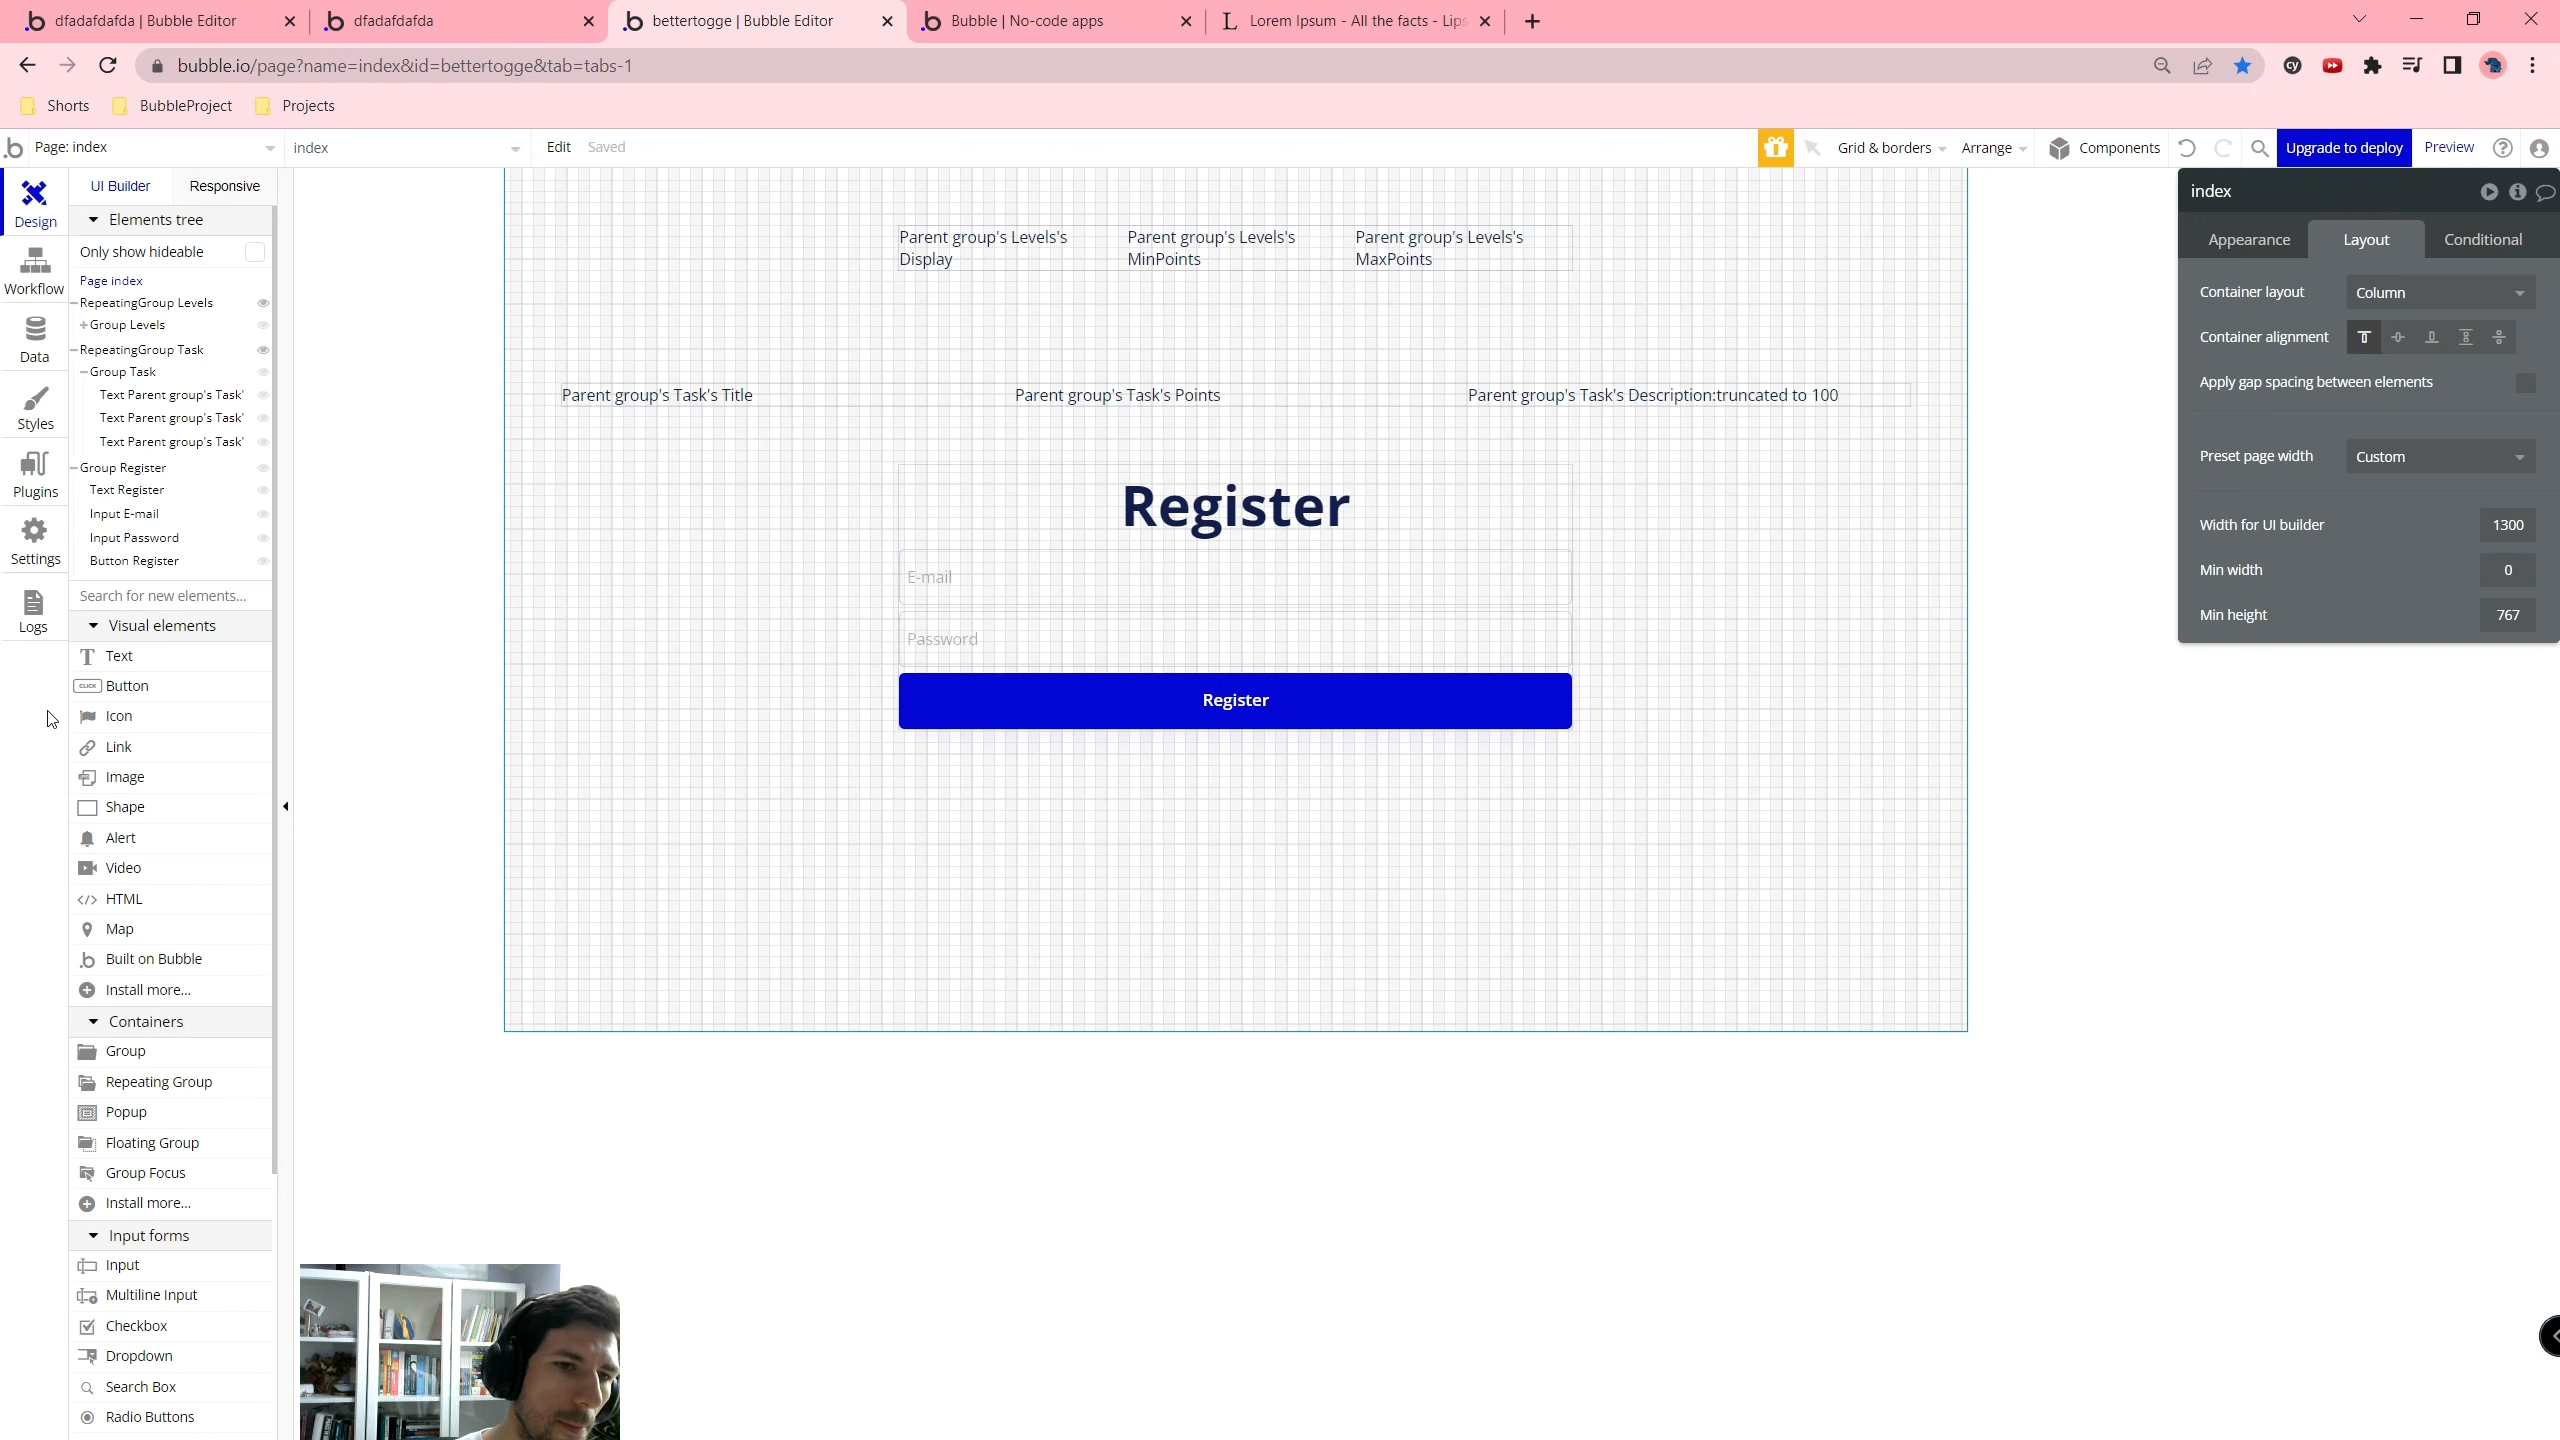 dfadafdafda | Bubble Editor
dfadafdafda
bettertogge | Bubble Editor
Bubble | No-code apps
Lorem Ipsum - All the facts - Lips
bubble.io/page?name=index&id=bettertogge&tab=tabs-1
Shorts
BubbleProject
Projects
Page: index
index
Edit
Saved
Grid & borders
Arrange
Components
Upgrade to deploy
Preview
Design
Workflow
Data
Styles
Plugins
Settings
Logs
UI Builder
Responsive
Elements tree
Only show hideable
Page index
RepeatingGroup Levels
Group Levels
RepeatingGroup Task
Group Task
Text Parent group's Task'
Text Parent group's Task'
Text Parent group's Task'
Group Register
Text Register
Input E-mail
Input Password
Button Register
Search for new elements...
Visual elements
Text
CLICK Button
Icon
Link
Image
Shape
Alert
Video
HTML
Map
Built on Bubble
Install more...
Containers
Group
Repeating Group
Popup
Floating Group
Group Focus
Install more...
Input forms
Input
Multiline Input
Checkbox
Dropdown
Search Box
Radio Buttons
Parent group's Levels's
Display
Parent group's Levels's
MinPoints
Parent group's Levels's
MaxPoints
Parent group's Task's Title
Parent group's Task's Points
Parent group's Task's Description:truncated to 100
Register
E-mail
Password
Register
index
Appearance
Layout
Conditional
Container layout
Column
Container alignment
Apply gap spacing between elements
Preset page width
Custom
Width for UI builder
1300
Min width
0
Min height
767